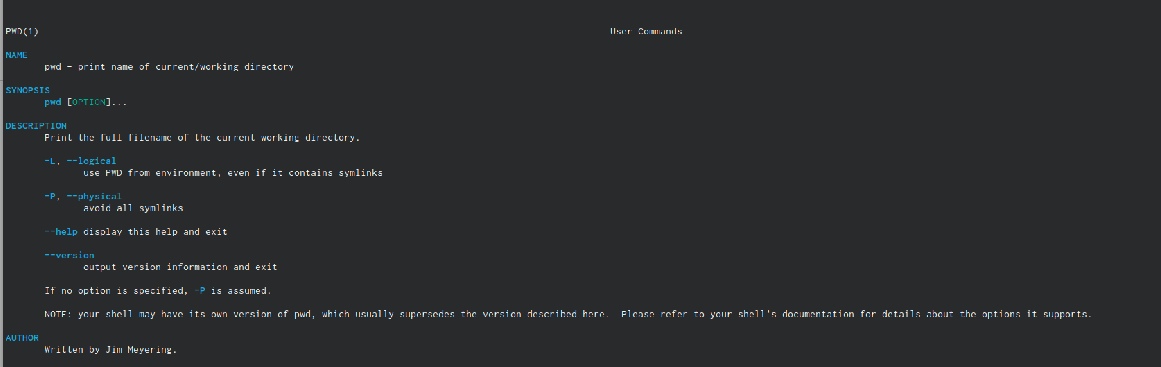 PWD(1) User Commands
NAME
pwd - print name of current/working directory
SYNOPSIS
pwd [OPTION]...
DESCRIPTION
Print the full filename of the current working directory.
-L, --logical
use PWD from environment, even if it contains symlinks
-P, --physical
avoid all symlinks
--help display this help and exit
--version
output version information and exit
If no option is specified, -P is assumed.
NOTE: your shell may have its own version of pwd, which usually supersedes the version described here. Please refer to your shell's documentation for details about the options it supports.
AUTHOR
Written by Jim Meyering.